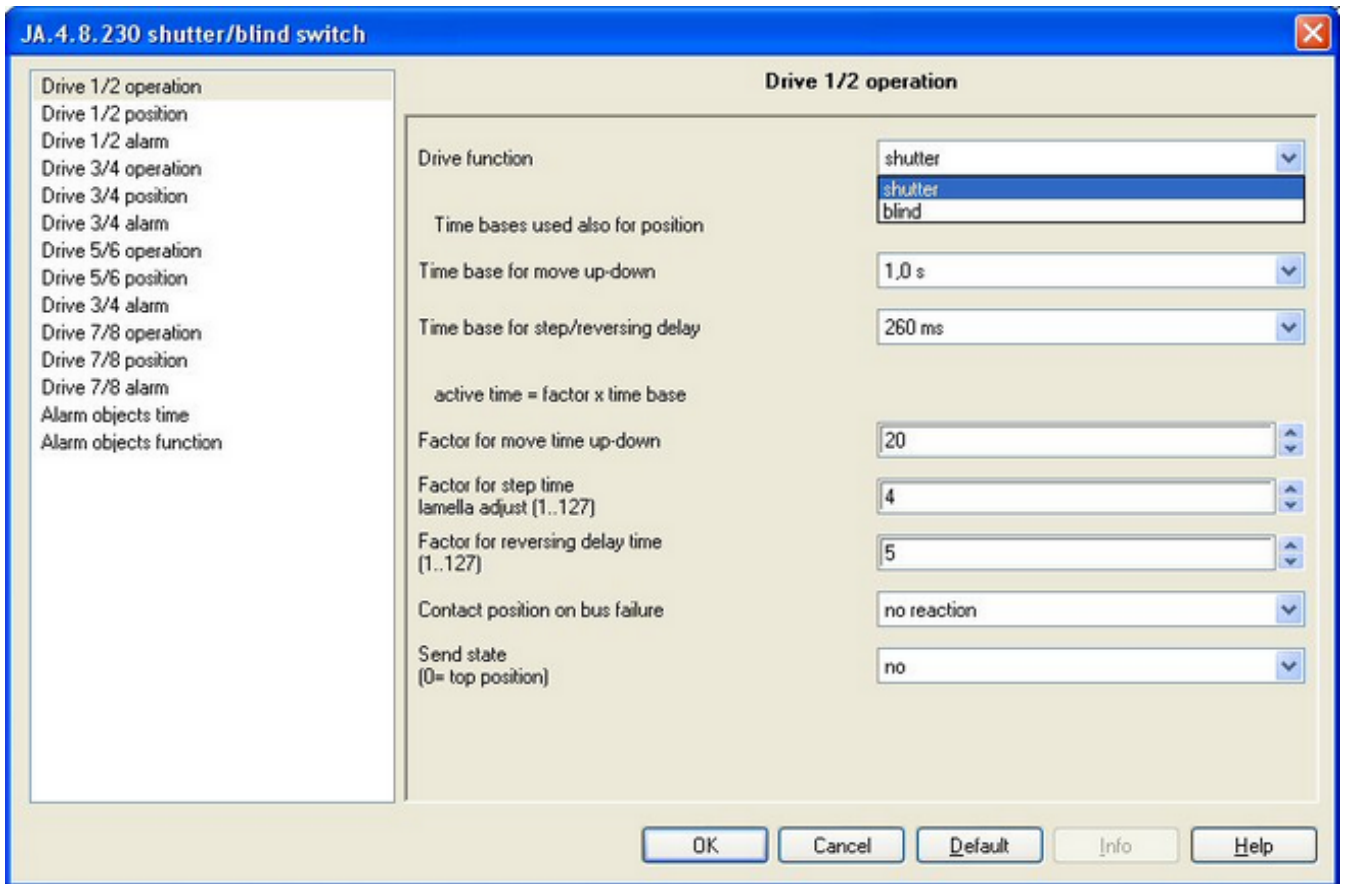 JA.4.8.230 shutter/blind switch
Drive 1/2 operation
Drive 1/2 position
Drive 1/2 alarm
Drive 3/4 operation
Drive 3/4 position
Drive 3/4 alarm
Drive 5/6 operation
Drive 5/6 position
Drive 3/4 alarm
Drive 7/8 operation
Drive 7/8 position
Drive 7/8 alarm
Alarm objects time
Alarm objects function
Drive 1/2 operation
Drive function
shutter
shutter
blind
Time bases used also for position
Time base for move up-down
1,0 s
Time base for step/reversing delay
260 ms
active time = factor x time base
Factor for move time up-down
20
Factor for step time
lamella adjust (1..127)
4
Factor for reversing delay time
(1..127)
5
Contact position on bus failure
no reaction
Send state
(0= top position)
no
OK
Cancel
Default
Info
Help